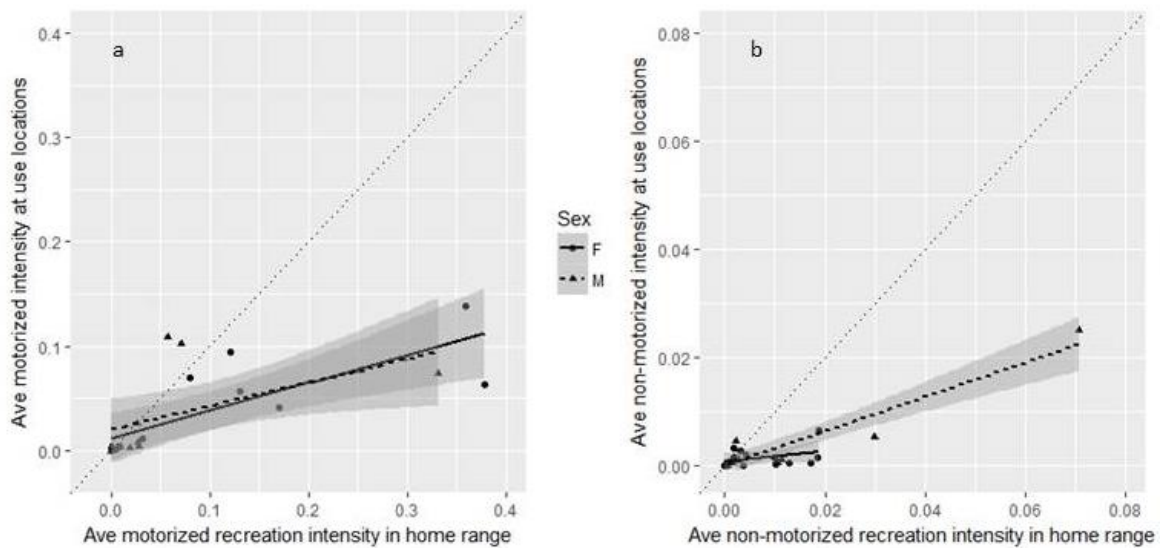 a
Ave motorized intensity at use locations
0.4
0.3
0.2
0.1
0.0
0.0 0.1 0.2 0.3 0.4
Ave motorized recreation intensity in home range
Sex
F
M
b
Ave non-motorized intensity at use locations
0.08
0.06
0.04
0.02
0.00
0.00 0.02 0.04 0.06 0.08
Ave non-motorized recreation intensity in home range